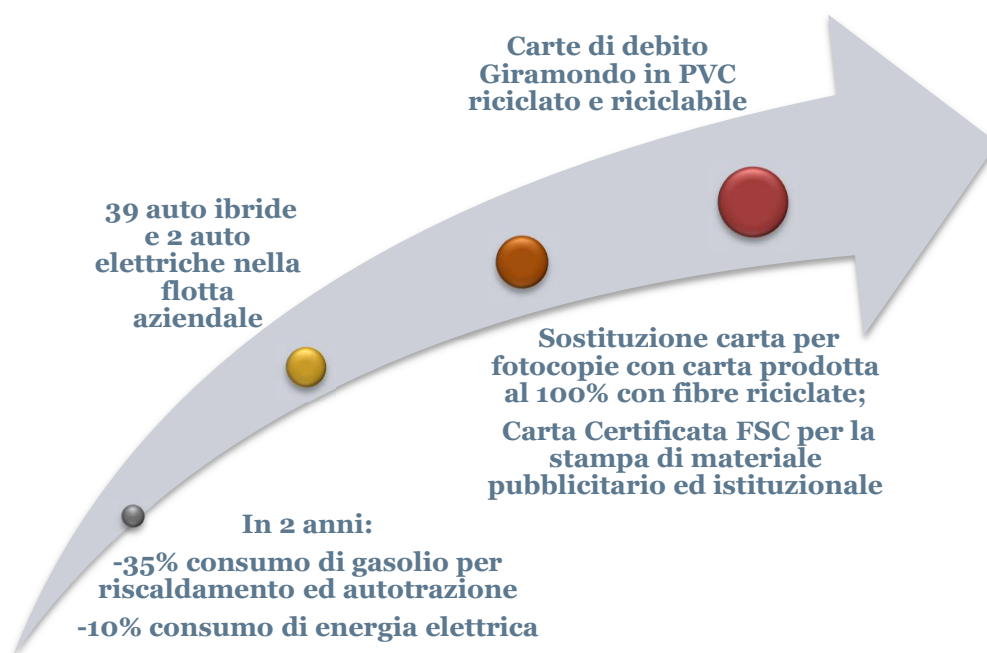 Carte di debito
Giramondo in PVC
riciclato e riciclabile
39 auto ibride
e 2 auto
elettriche nella
flotta
aziendale
Sostituzione carta per
fotocopie con carta prodotta
al 100% con fibre riciclate;
Carta Certificata FSC per la
stampa di materiale
pubblicitario ed istituzionale
In 2 anni:
-35% consumo di gasolio per
riscaldamento ed autotrazione
-10% consumo di energia elettrica